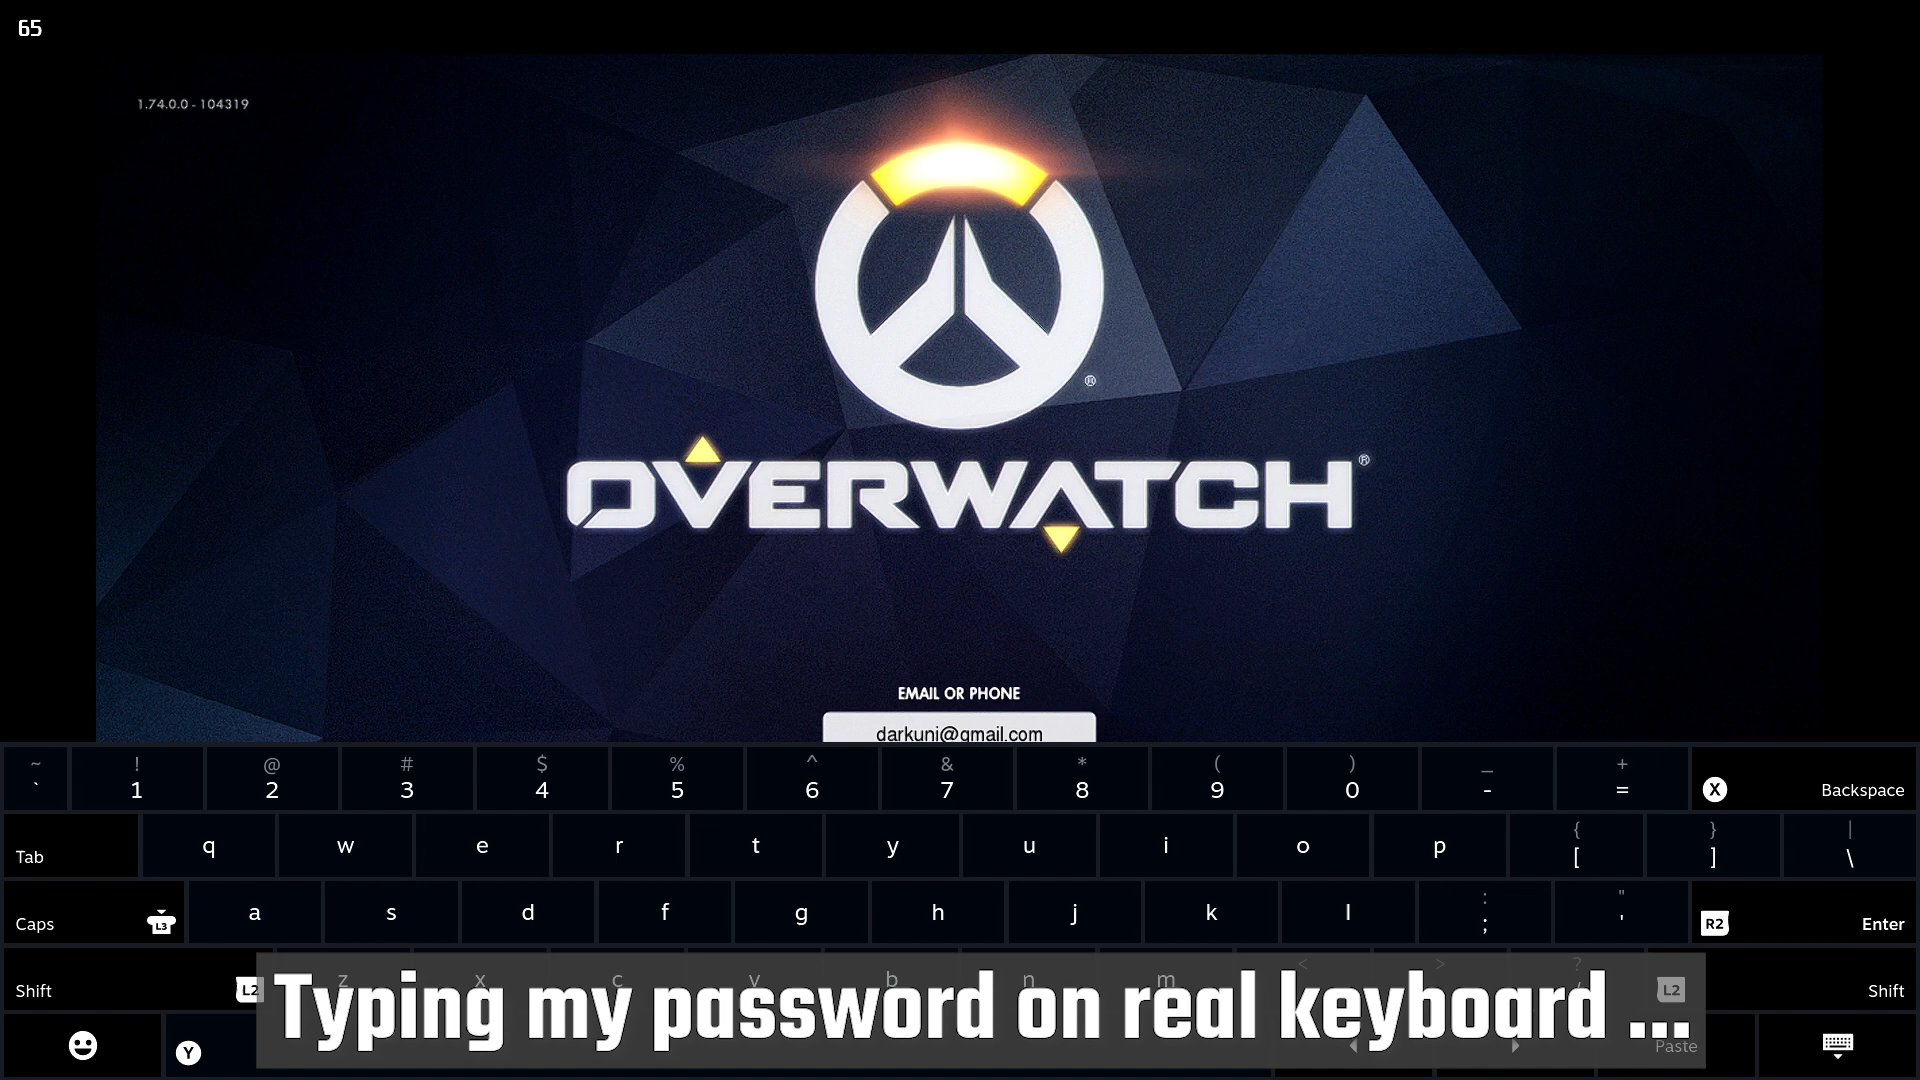 65
1.74.0.0 - 104319
®
OVERWATCH®
EMAIL OR PHONE
darkuni@gmail.com
~ ! @ # $ % ^ & * ( ) _ +
` 1 2 3 4 5 6 7 8 9 0 - = X Backspace
{ } |
Tab q w e r t y u i o p [ ] \
: "
Caps L3 a s d f g h j k l ; ' R2 Enter
< > ?
Shift L2 z x c v b n m / L2 Shift
Typing my password on real keyboard ...
Y Paste